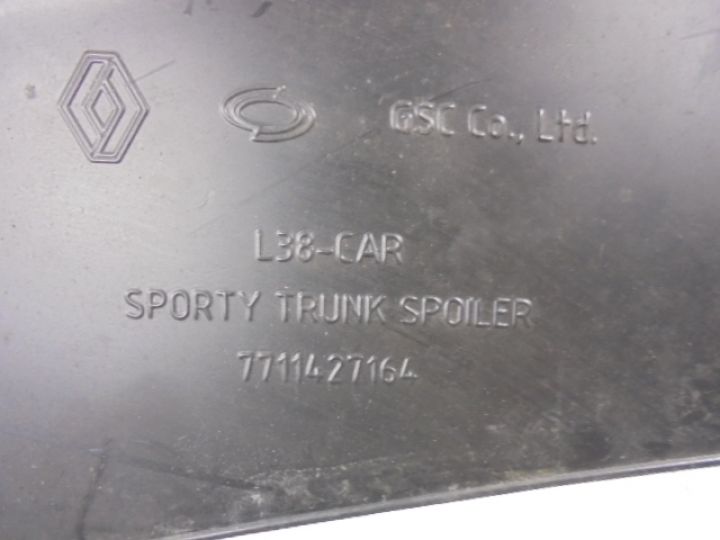 GSC Co., Ltd.
L38-CAR
SPORTY TRUNK SPOILER
7711427164